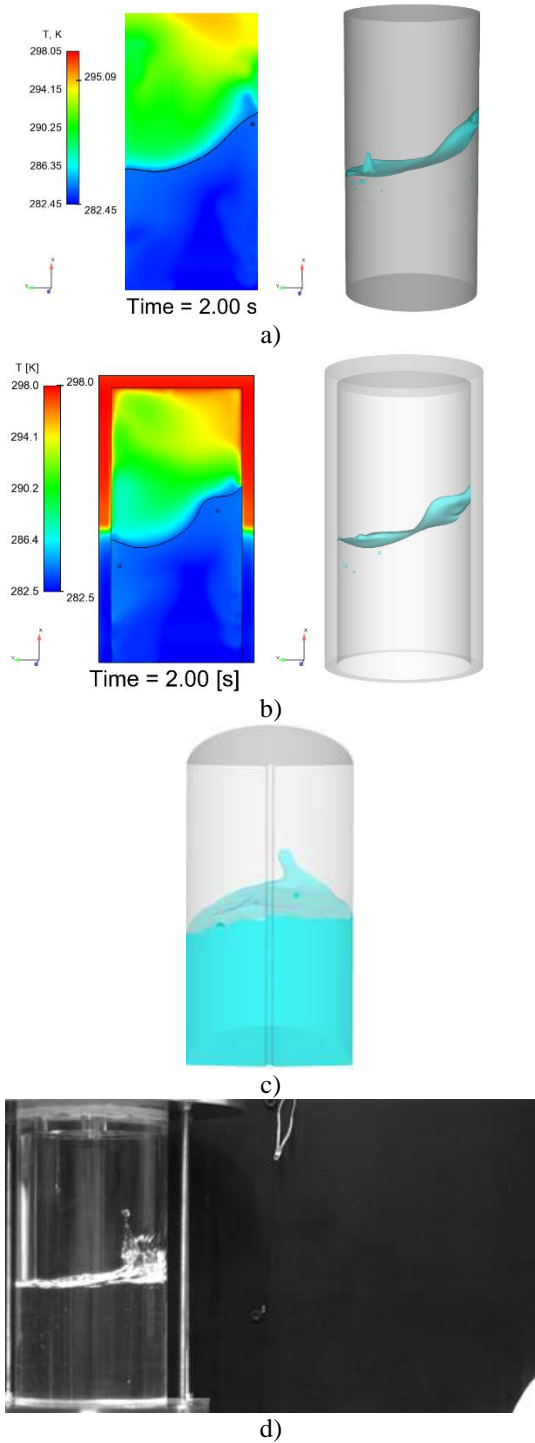 T, K
298.05
295.09
294.15
290.25
286.35
282.45
282.45
X
Y
X
Y
Time = 2.00 s
a)
T [K]
298.0
298.0
294.1
290.2
286.4
282.5
282.5
X
Y
X
Y
Time = 2.00 [s]
b)
c)
d)